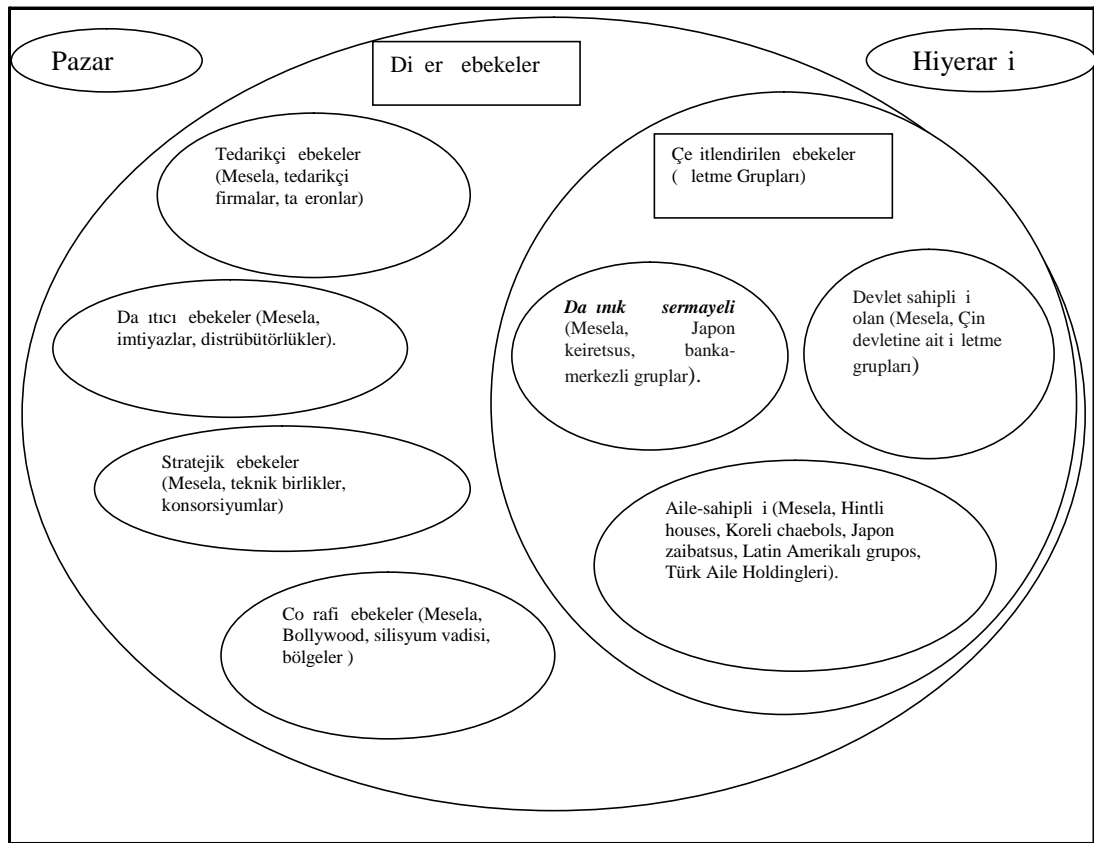 Pazar
Di er ebekeler
Hiyerar i
Tedarikçi ebekeler
(Mesela, tedarikçi
firmalar, ta eronlar)
Çe itlendirilen ebekeler
( letme Grupları)
Da ıtıcı ebekeler (Mesela,
imtiyazlar, distrübütörlükler).
Da ınık sermayeli
(Mesela, Japon
keiretsus, banka-
merkezli gruplar).
Devlet sahipli i
olan (Mesela, Çin
devletine ait i letme
grupları)
Stratejik ebekeler
(Mesela, teknik birlikler,
konsorsiyumlar)
Aile-sahipli i (Mesela, Hintli
houses, Koreli chaebols, Japon
zaibatsus, Latin Amerikalı grupos,
Türk Aile Holdingleri).
Co rafi ebekeler (Mesela,
Bollywood, silisyum vadisi,
bölgeler )